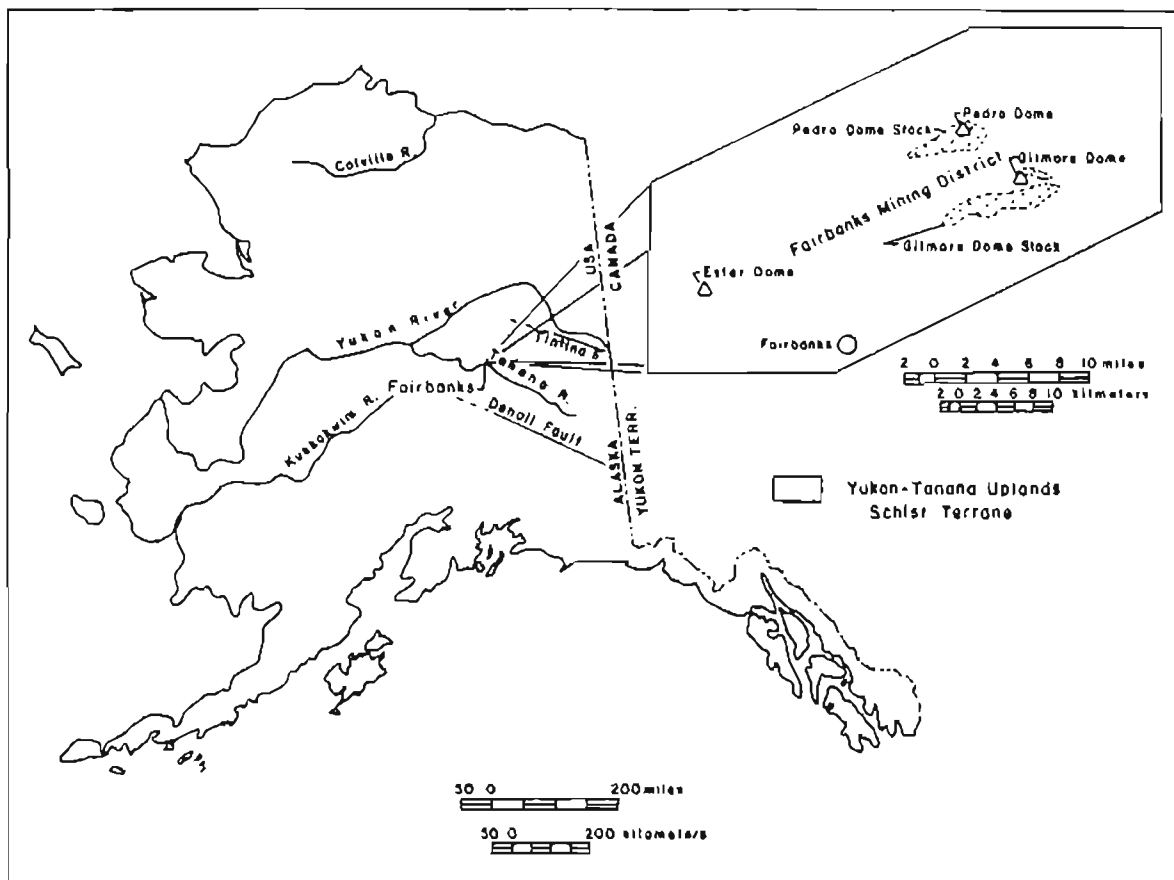 Colville R.
USA
CANADA
Yukon River
Tintina
Tanana R.
Fairbanks
Denali Fault
Kuskokwim R.
ALASKA
YUKON TERR.
Pedro Dome
Pedro Dome Stock
Gilmore Dome
Fairbanks Mining District
Gilmore Dome Stock
Ester Dome
Fairbanks
2 0 2 4 6 8 10 miles
2 0 2 4 6 8 10 kilometers
Yukon-Tanana Uplands
Schist Terrane
50 0 200 miles
50 0 200 kilometers